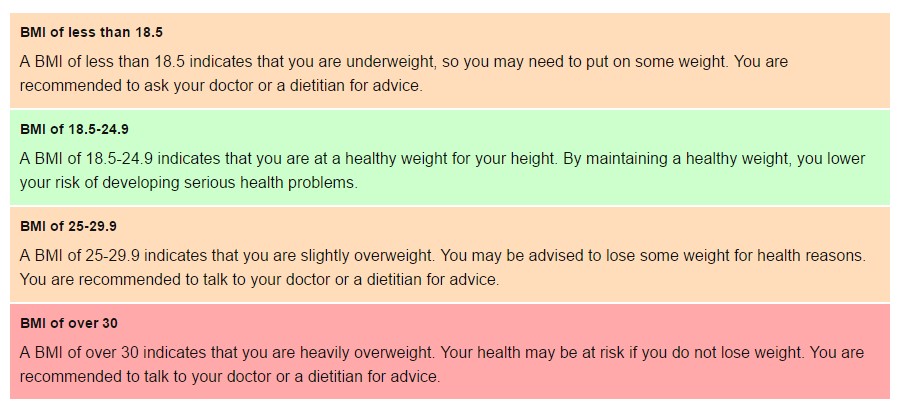 BMI of less than 18.5
A BMI of less than 18.5 indicates that you are underweight, so you may need to put on some weight. You are
recommended to ask your doctor or a dietitian for advice.
BMI of 18.5-24.9
A BMI of 18.5-24.9 indicates that you are at a healthy weight for your height. By maintaining a healthy weight, you lower
your risk of developing serious health problems.
BMI of 25-29.9
A BMI of 25-29.9 indicates that you are slightly overweight. You may be advised to lose some weight for health reasons.
You are recommended to talk to your doctor or a dietitian for advice.
BMI of over 30
A BMI of over 30 indicates that you are heavily overweight. Your health may be at risk if you do not lose weight. You are
recommended to talk to your doctor or a dietitian for advice.